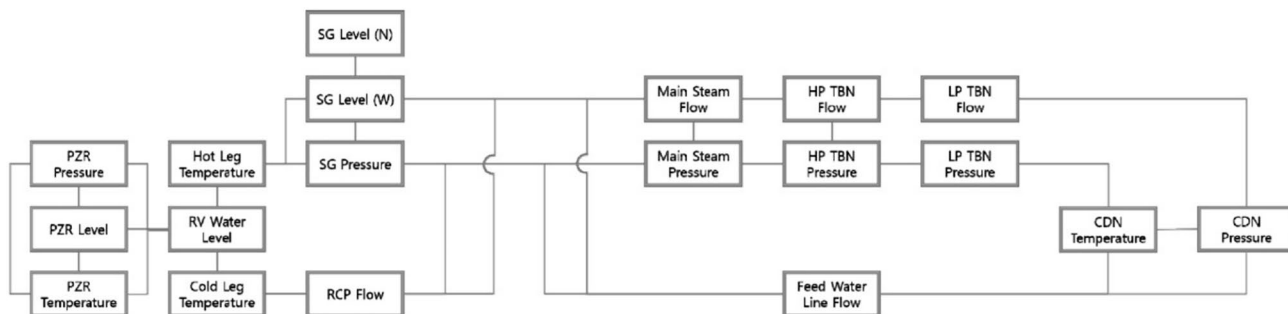 SG Level (N)
SG Level (W)
Main Steam
Flow
HP TBN
Flow
LP TBN
Flow
PZR
Pressure
Hot Leg
Temperature
SG Pressure
Main Steam
Pressure
HP TBN
Pressure
LP TBN
Pressure
PZR Level
RV Water
Level
CDN
Temperature
CDN
Pressure
PZR
Temperature
Cold Leg
Temperature
RCP Flow
Feed Water
Line Flow